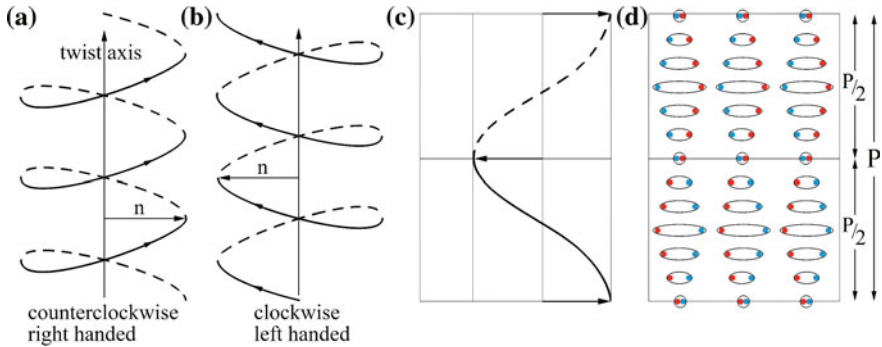 (a)
twist axis
n
counterclockwise
right handed
(b)
n
clockwise
left handed
(c)
(d)
P/2
P/2
P